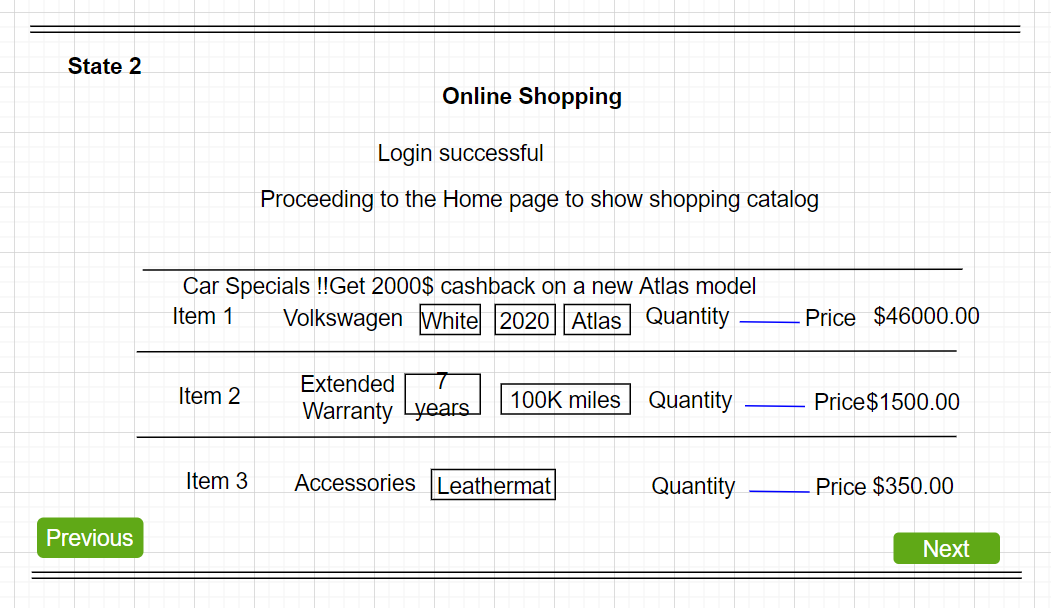 State 2
Online Shopping
Login successful
Proceeding to the Home page to show shopping catalog
Car Specials !!Get 2000$ cashback on a new Atlas model
Item 1 Volkswagen White 2020 Atlas Quantity Price $46000.00
Item 2 Extended Warranty 7 years 100K miles Quantity Price$1500.00
Item 3 Accessories Leathermat Quantity Price $350.00
Previous
Next